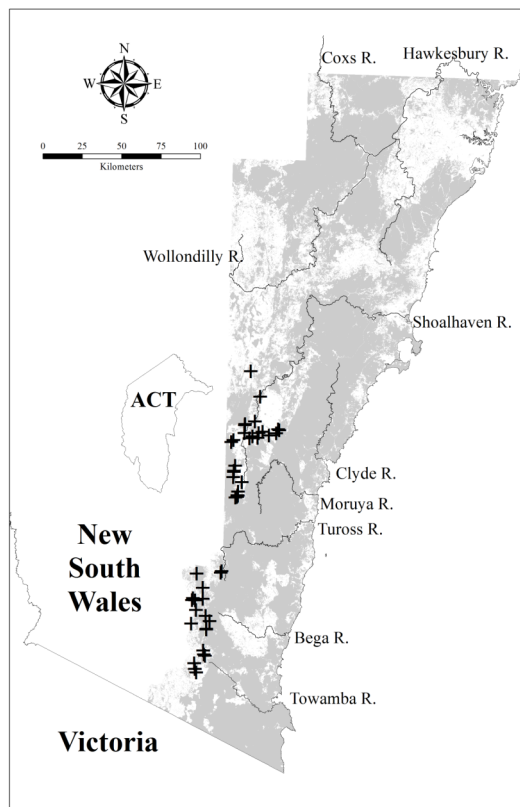 Coxs R.
Hawkesbury R.
N
W
E
S
0 25 50 75 100
Kilometers
Wollondilly R.
Shoalhaven R.
ACT
Clyde R.
Moruya R.
Tuross R.
New
South
Wales
Bega R.
Towamba R.
Victoria